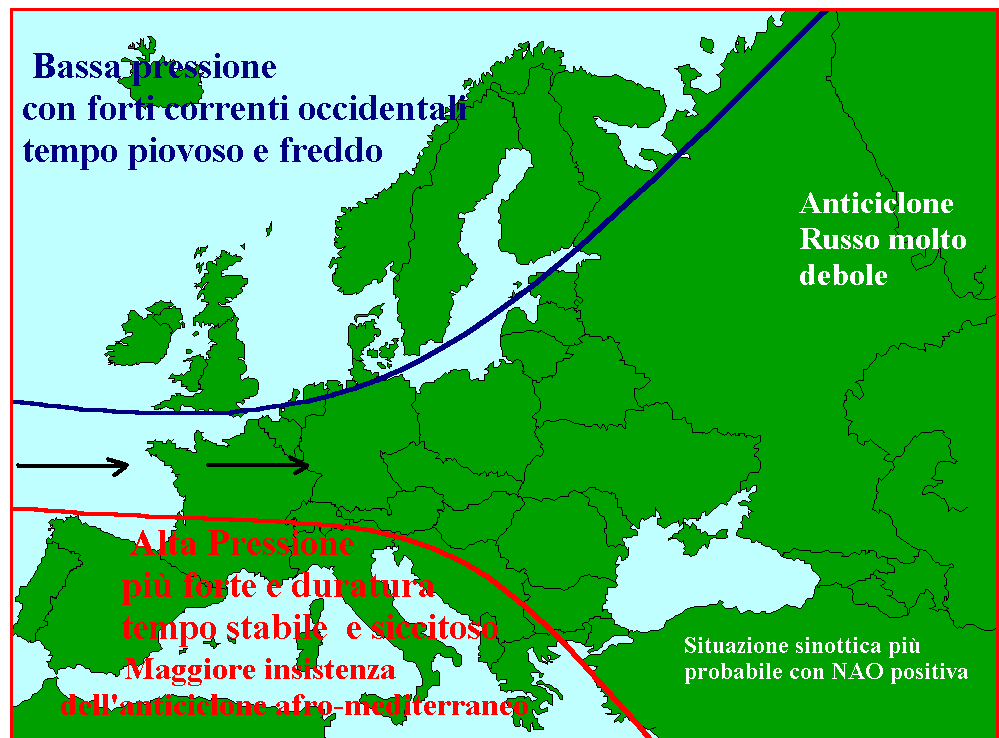 Bassa pressione
con forti correnti occidentali
tempo piovoso e freddo
Anticiclone
Russo molto
debole
Alta Pressione
più forte e duratura
tempo stabile e siccitoso
Maggiore insistenza
dell'anticiclone afro-mediterraneo
Situazione sinottica più
probabile con NAO positiva